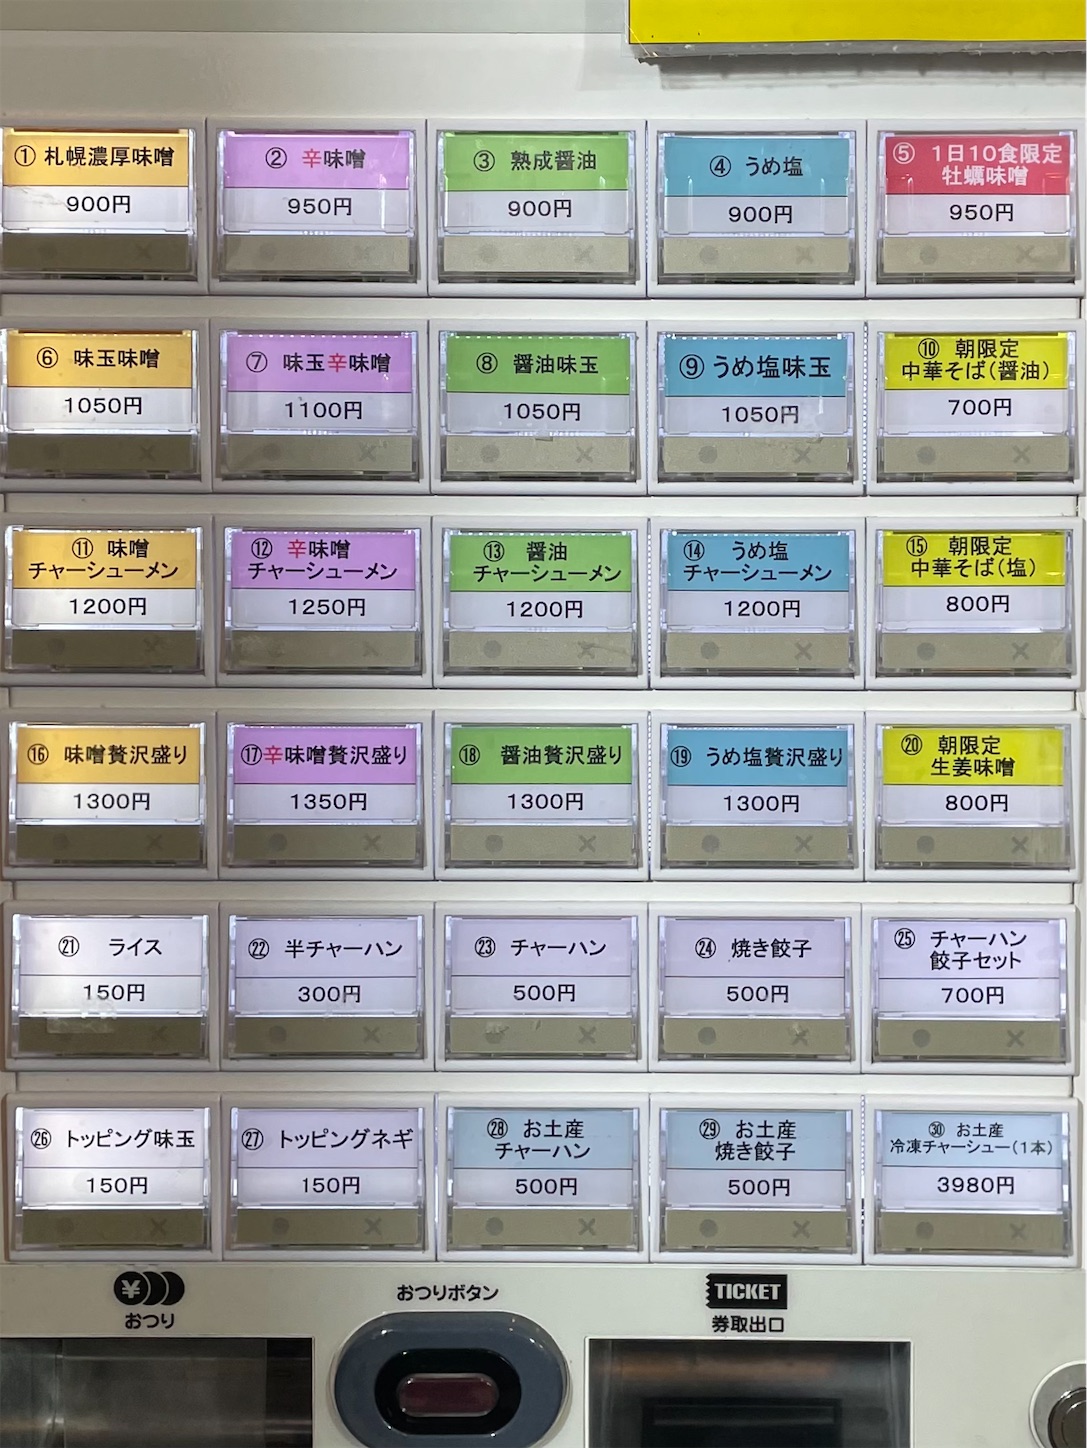 ① 札幌濃厚味噌
900円
② 辛味噌
950円
③ 熟成醤油
900円
④ うめ塩
900円
⑤ 1日10食限定
牡蠣味噌
950円
⑥ 味玉味噌
1050円
⑦ 味玉辛味噌
1100円
⑧ 醤油味玉
1050円
⑨ うめ塩味玉
1050円
⑩ 朝限定
中華そば(醤油)
700円
⑪ 味噌
チャーシューメン
1200円
⑫ 辛味噌
チャーシューメン
1250円
⑬ 醤油
チャーシューメン
1200円
⑭ うめ塩
チャーシューメン
1200円
⑮ 朝限定
中華そば(塩)
800円
⑯ 味噌贅沢盛り
1300円
⑰辛味噌贅沢盛り
1350円
⑱ 醤油贅沢盛り
1300円
⑲ うめ塩贅沢盛り
1300円
⑳ 朝限定
生姜味噌
800円
㉑ ライス
150円
㉒ 半チャーハン
300円
㉓ チャーハン
500円
㉔ 焼き餃子
500円
㉕ チャーハン
餃子セット
700円
㉖ トッピング味玉
150円
㉗ トッピングネギ
150円
㉘ お土産
チャーハン
500円
㉙ お土産
焼き餃子
500円
㉚ お土産
冷凍チャーシュー(1本)
3980円
¥
おつり
おつりボタン
TICKET
券取出口